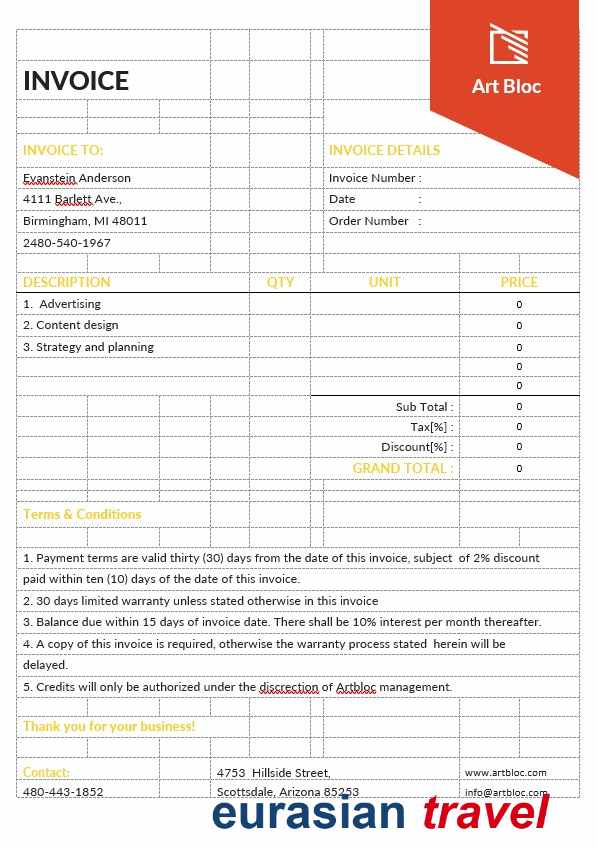 Art Bloc
INVOICE
INVOICE TO: INVOICE DETAILS
Evanstein Anderson Invoice Number :
4111 Barlett Ave., Date :
Birmingham, MI 48011 Order Number :
2480-540-1967
DESCRIPTION QTY UNIT PRICE
1. Advertising 0
2. Content design 0
3. Strategy and planning 0
0
0
Sub Total : 0
Tax[%] : 0
Discount[%] : 0
GRAND TOTAL : 0
Terms & Conditions
1. Payment terms are valid thirty (30) days from the date of this invoice, subject of 2% discount
paid within ten (10) days of the date of this invoice.
2. 30 days limited warranty unless stated otherwise in this invoice
3. Balance due within 15 days of invoice date. There shall be 10% interest per month thereafter.
4. A copy of this invoice is required, otherwise the warranty process stated herein will be
delayed.
5. Credits will only be authorized under the discrection of Artbloc management.
Thank you for your business!
Contact: 4753 Hillside Street, www.artbloc.com
480-443-1852 Scottsdale, Arizona 85253 info@artbloc.com
eurasian travel